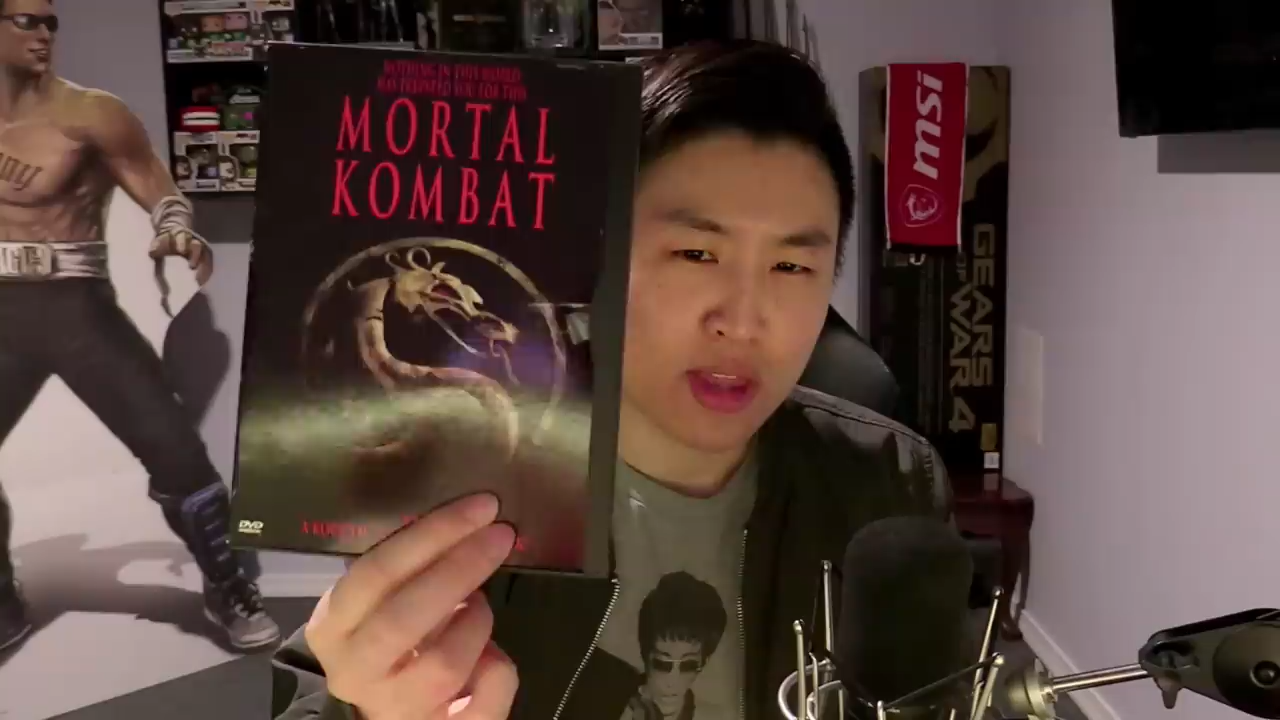 NOTHING IN THIS WORLD
HAS PREPARED YOU FOR THIS
MORTAL
KOMBAT
DVD
msi
GEARS
OF
WAR 4